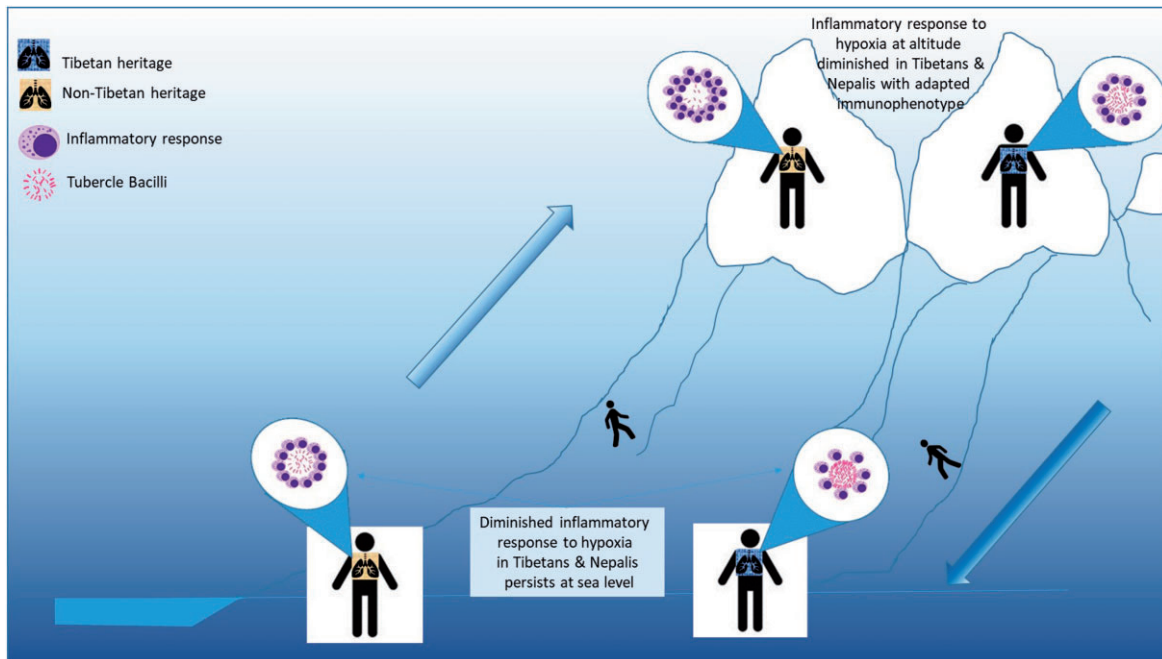 Tibetan heritage
Non-Tibetan heritage
Inflammatory response
Tubercle Bacilli
Inflammatory response to
hypoxia at altitude
diminished in Tibetans &
Nepalis with adapted
immunophenotype
Diminished inflammatory
response to hypoxia
in Tibetans & Nepalis
persists at sea level